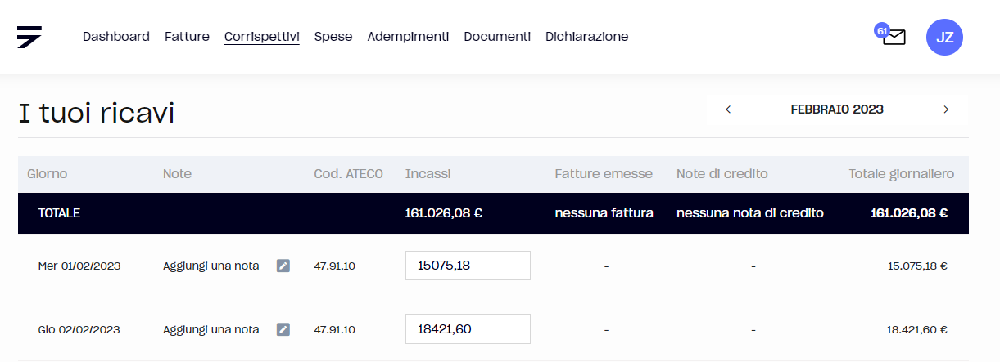 Dashboard Fatture Corrispettivi Spese Adempimenti Documenti Dichiarazione 61 JZ
I tuoi ricavi
FEBBRAIO 2023
Giorno Note Cod. ATECO Incassi Fatture emesse Note di credito Totale giornaliero
TOTALE 161.026,08 € nessuna fattura nessuna nota di credito 161.026,08 €
Mer 01/02/2023 Aggiungi una nota 47.91.10 15075,18 - - 15.075,18 €
Gio 02/02/2023 Aggiungi una nota 47.91.10 18421,60 - - 18.421,60 €